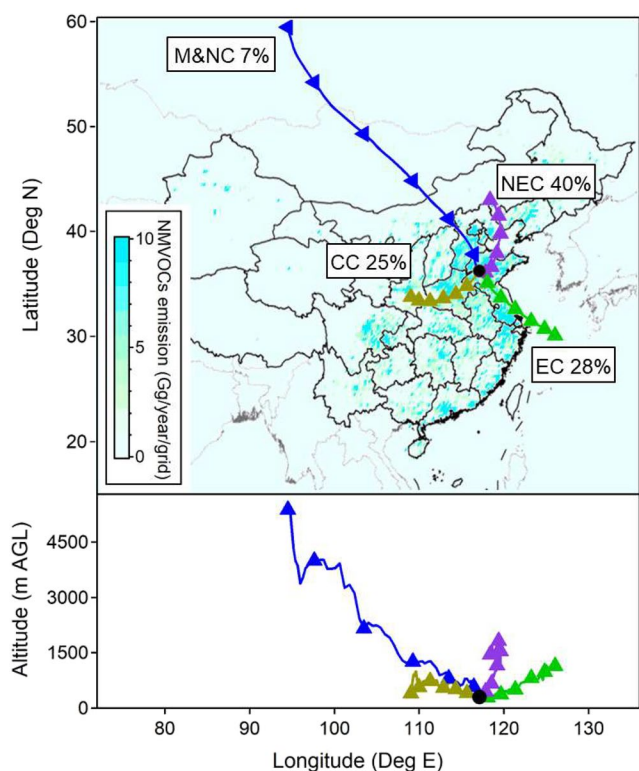 60
M&NC 7%
50
NEC 40%
Latitude (Deg N)
40
CC 25%
NMVOCs emission (Gg/year/grid)
10
5
0
30
EC 28%
20
Altitude (m AGL)
4500
3000
1500
0
80 90 100 110 120 130
Longitude (Deg E)